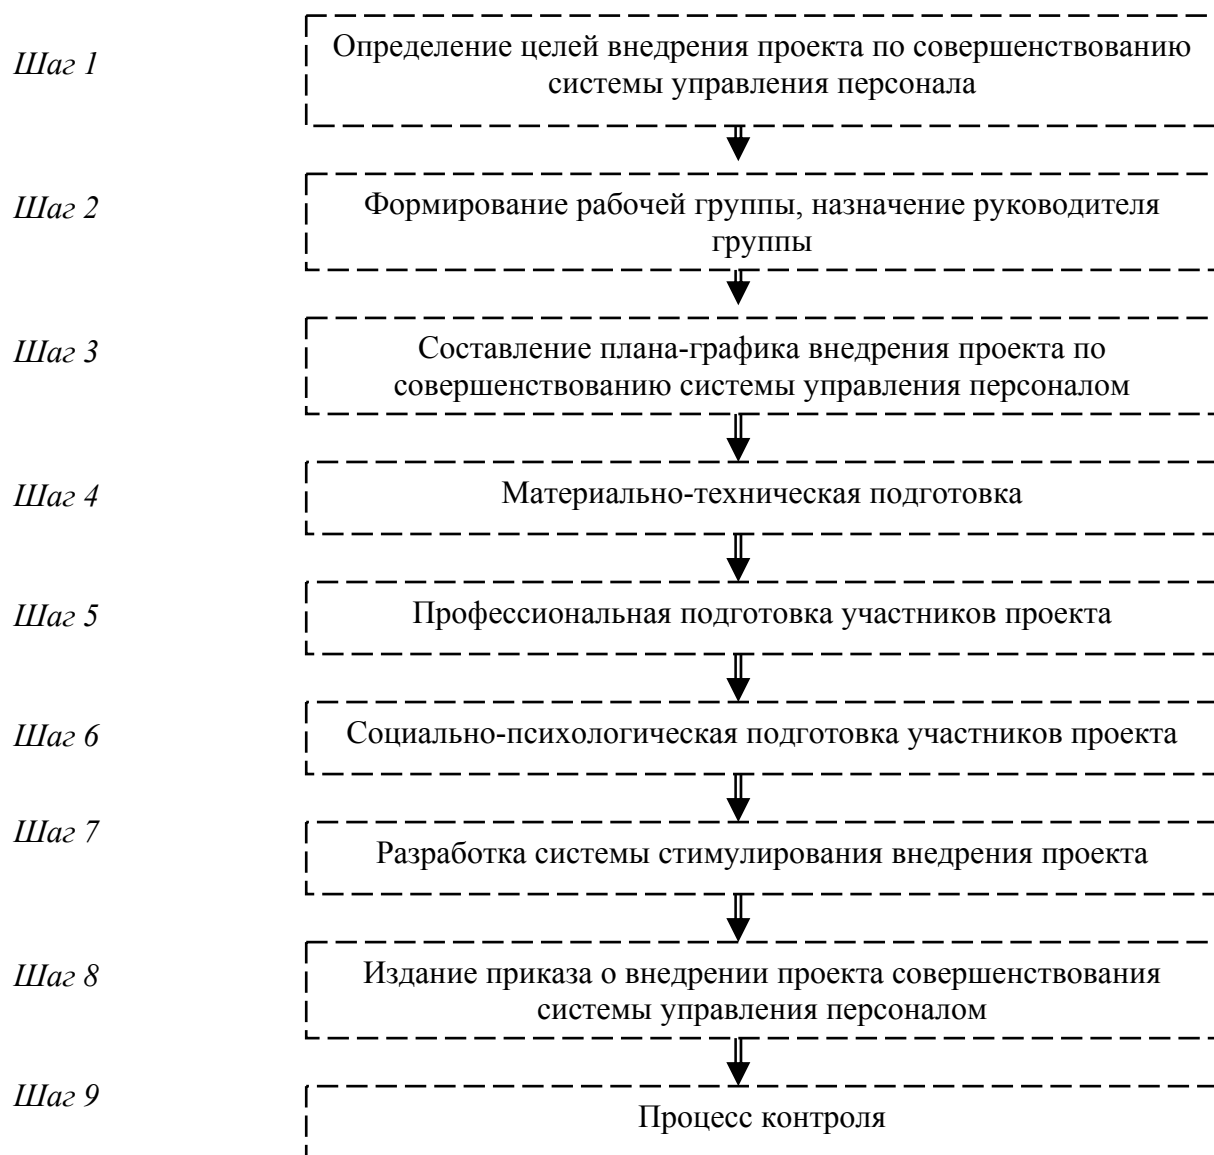 Шаг 1
Определение целей внедрения проекта по совершенствованию
системы управления персонала
Шаг 2
Формирование рабочей группы, назначение руководителя
группы
Шаг 3
Составление плана-графика внедрения проекта по
совершенствованию системы управления персоналом
Шаг 4
Материально-техническая подготовка
Шаг 5
Профессиональная подготовка участников проекта
Шаг 6
Социально-психологическая подготовка участников проекта
Шаг 7
Разработка системы стимулирования внедрения проекта
Шаг 8
Издание приказа о внедрении проекта совершенствования
системы управления персоналом
Шаг 9
Процесс контроля